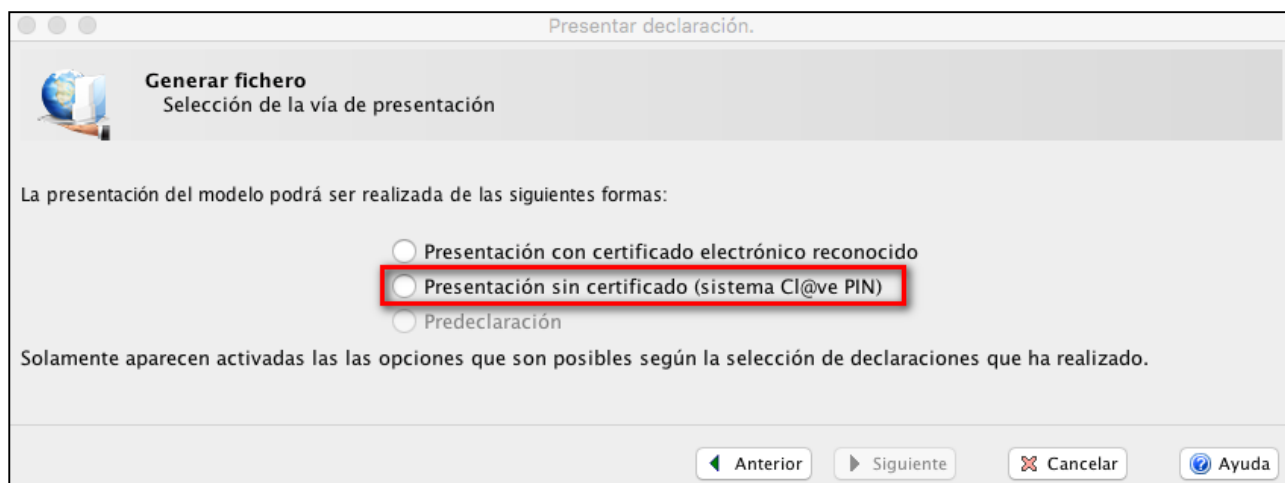 Presentar declaración.
Generar fichero
Selección de la vía de presentación
La presentación del modelo podrá ser realizada de las siguientes formas:
Presentación con certificado electrónico reconocido
Presentación sin certificado (sistema Cl@ve PIN)
Predeclaración
Solamente aparecen activadas las las opciones que son posibles según la selección de declaraciones que ha realizado.
Anterior Siguiente Cancelar Ayuda